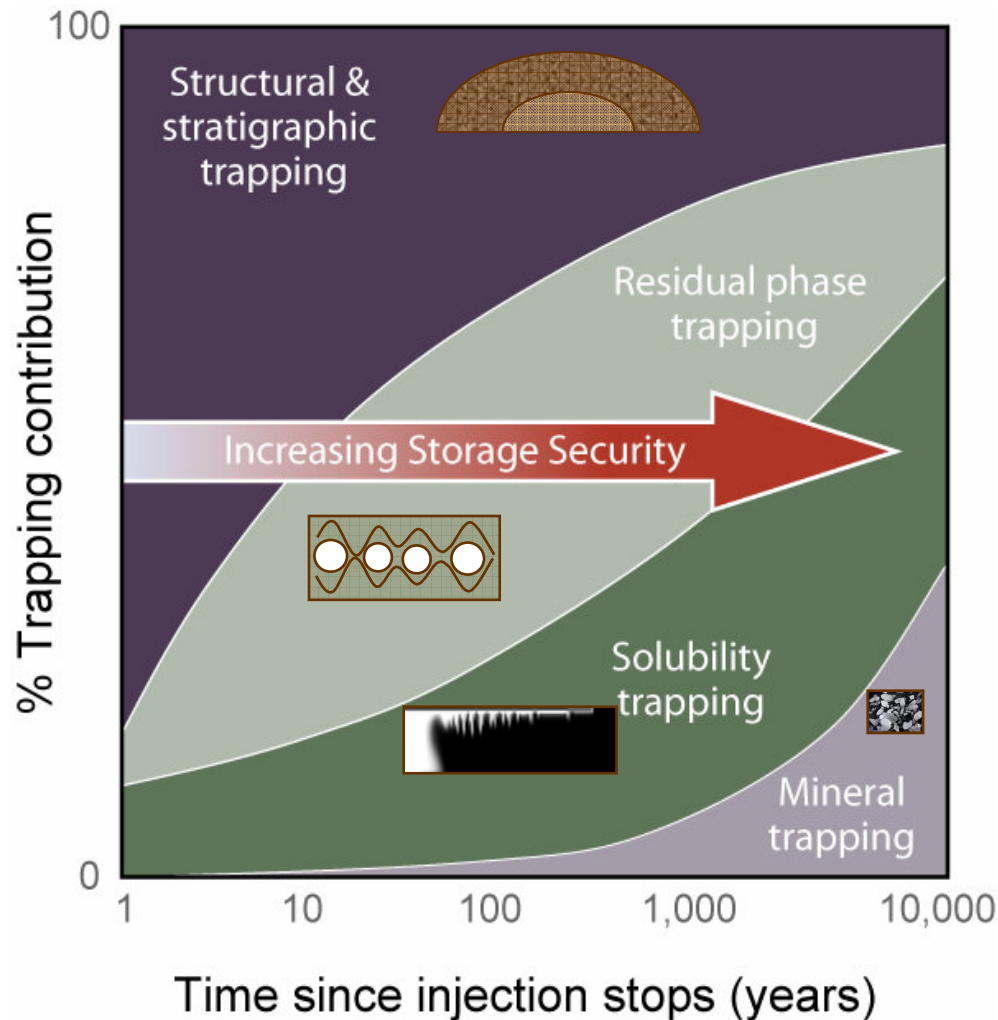 100
Structural &
stratigraphic
trapping
Residual phase
trapping
Increasing Storage Security
Solubility
trapping
Mineral
trapping
% Trapping contribution
0
1 10 100 1,000 10,000
Time since injection stops (years)